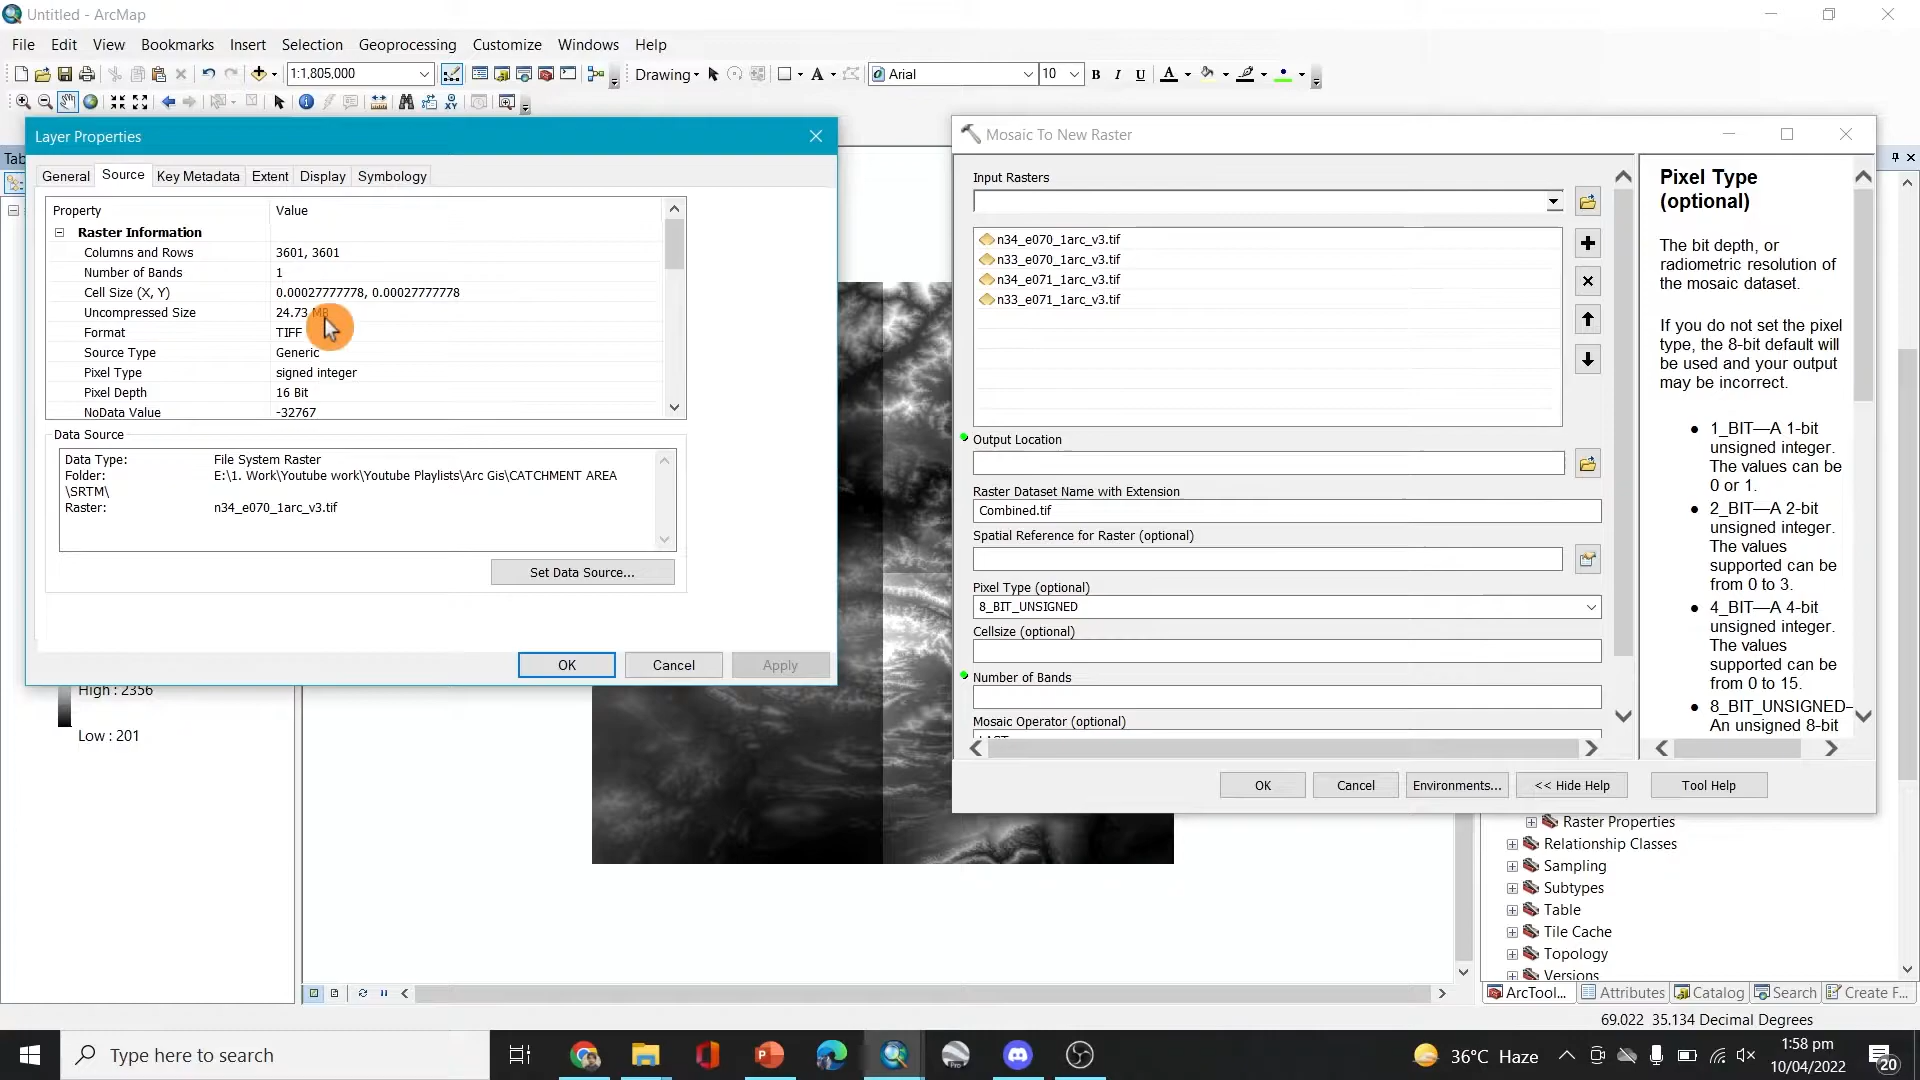 Untitled - ArcMap
File Edit View Bookmarks Insert Selection Geoprocessing Customize Windows Help
1:1,805,000
Drawing
Arial
10
B I U A
Layer Properties
General Source Key Metadata Extent Display Symbology
Property Value
Raster Information
Columns and Rows 3601, 3601
Number of Bands 1
Cell Size (X, Y) 0.00027777778, 0.00027777778
Uncompressed Size 24.73 MB
Format TIFF
Source Type Generic
Pixel Type signed integer
Pixel Depth 16 Bit
NoData Value -32767
Data Source
Data Type: File System Raster
Folder: E:\1. Work\Youtube work\Youtube Playlists\Arc Gis\CATCHMENT AREA
\SRTM\
Raster: n34_e070_1arc_v3.tif
Set Data Source...
OK Cancel Apply
High : 2356
Low : 201
Mosaic To New Raster
Input Rasters
n34_e070_1arc_v3.tif
n33_e070_1arc_v3.tif
n34_e071_1arc_v3.tif
n33_e071_1arc_v3.tif
Output Location
Raster Dataset Name with Extension
Combined.tif
Spatial Reference for Raster (optional)
Pixel Type (optional)
8_BIT_UNSIGNED
Cellsize (optional)
Number of Bands
Mosaic Operator (optional)
OK Cancel Environments... << Hide Help Tool Help
Pixel Type
(optional)
The bit depth, or
radiometric resolution of
the mosaic dataset.
If you do not set the pixel
type, the 8-bit default will
be used and your output
may be incorrect.
1_BIT—A 1-bit
unsigned integer.
The values can be
0 or 1.
2_BIT—A 2-bit
unsigned integer.
The values
supported can be
from 0 to 3.
4_BIT—A 4-bit
unsigned integer.
The values
supported can be
from 0 to 15.
8_BIT_UNSIGNED—
An unsigned 8-bit
Raster Properties
Relationship Classes
Sampling
Subtypes
Table
Tile Cache
Topology
Versions
ArcTool... Attributes Catalog Search Create F...
69.022 35.134 Decimal Degrees
Type here to search
36°C Haze
1:58 pm
10/04/2022
20